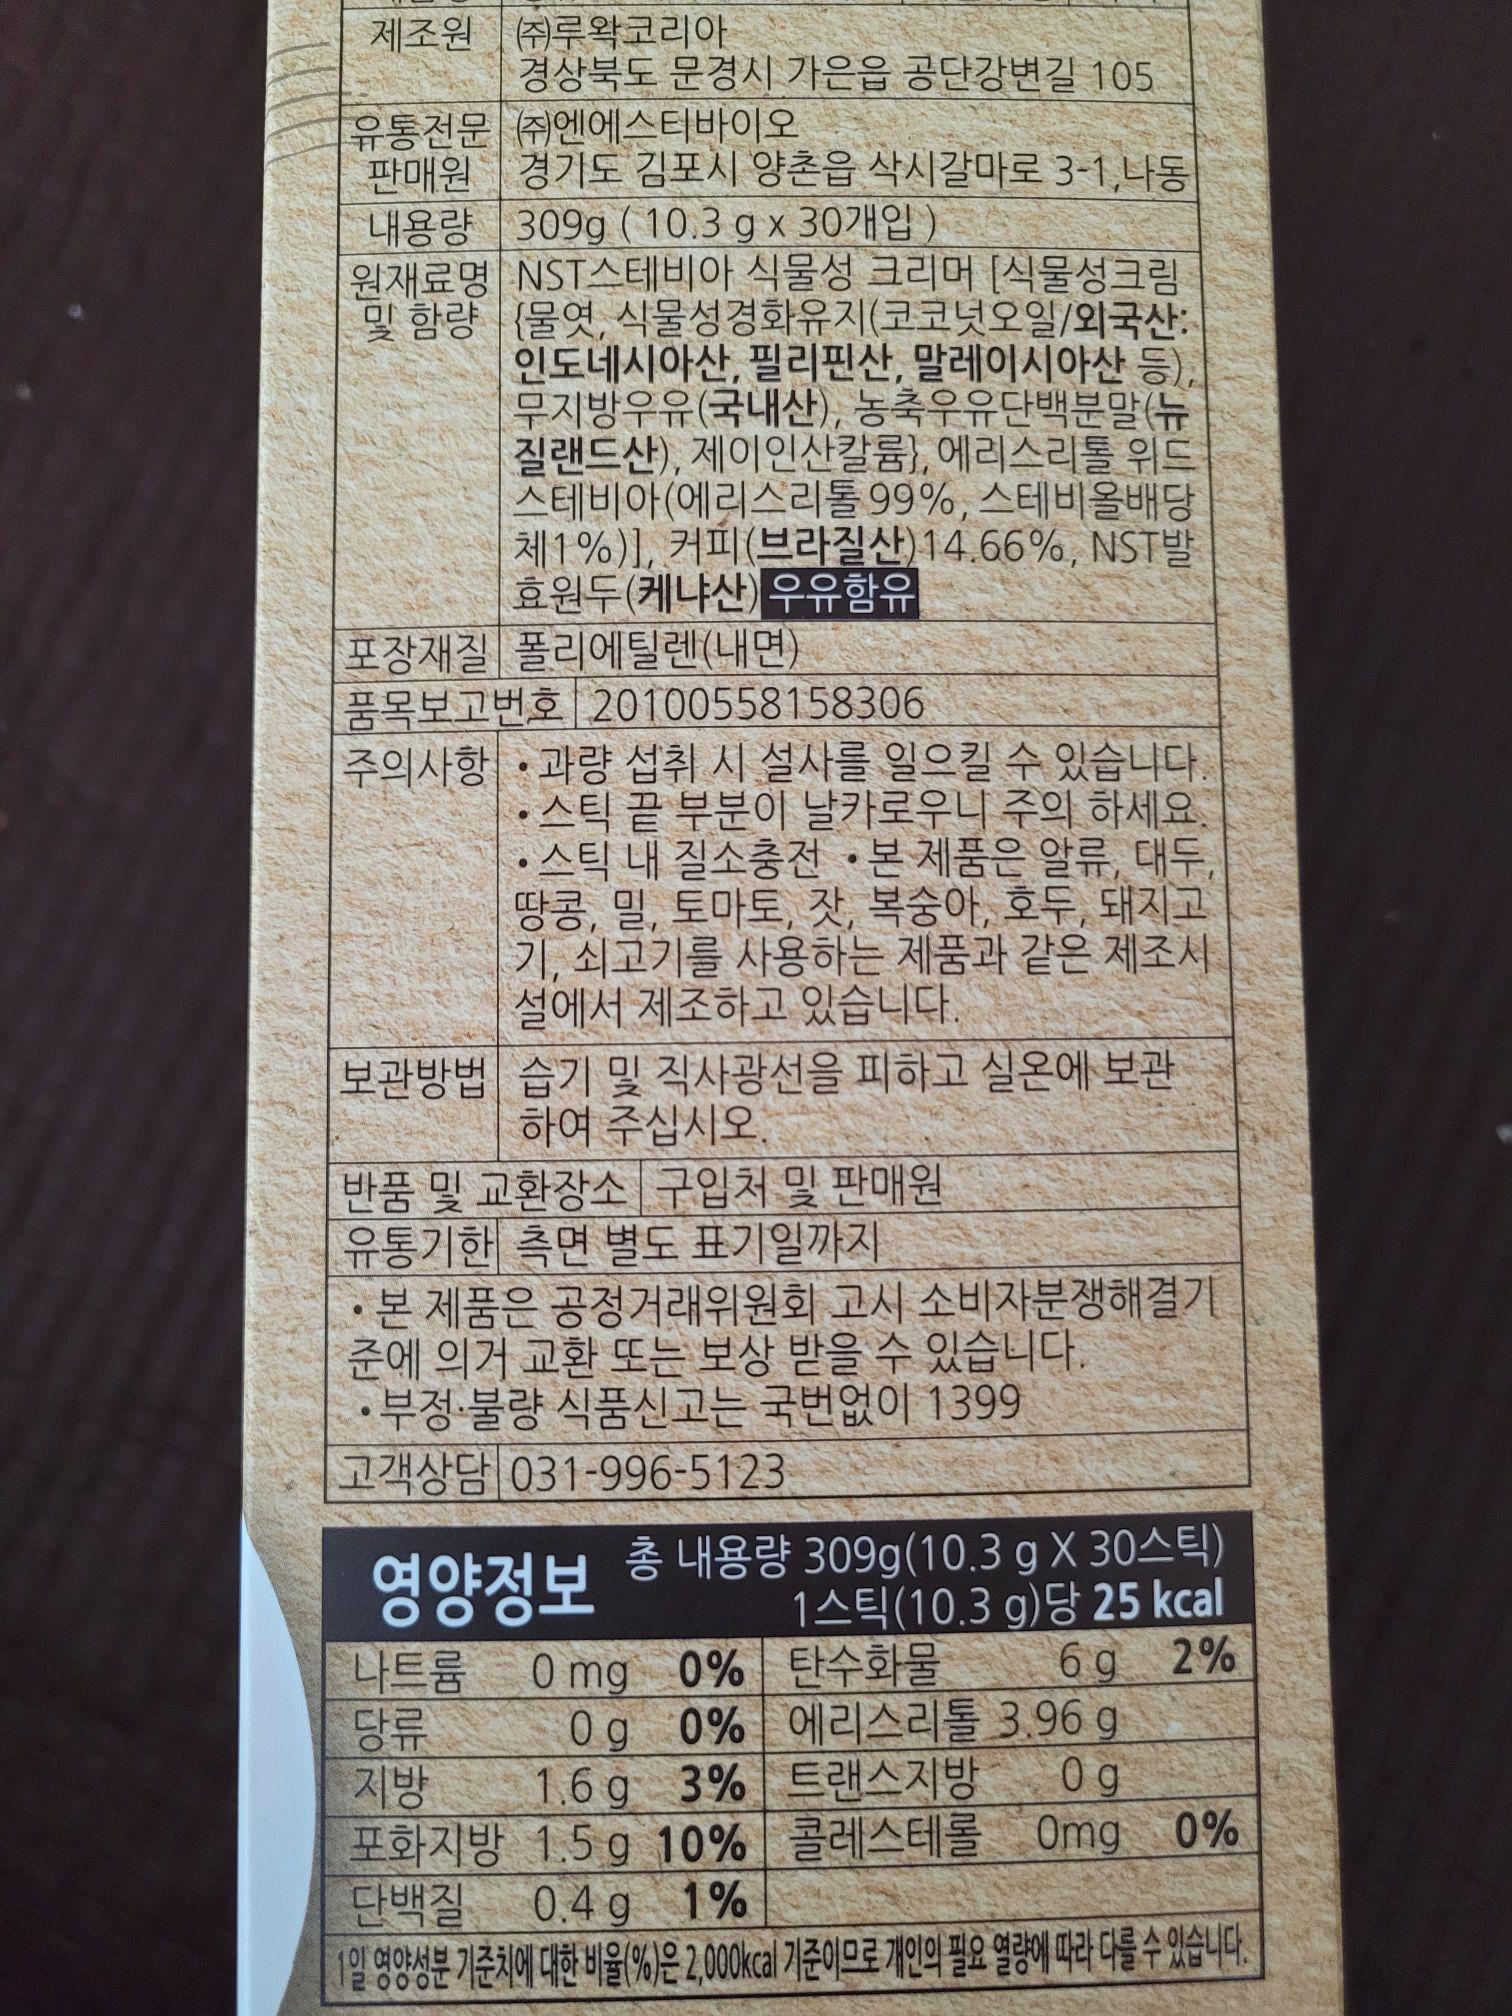 제조원 ㈜루왁코리아
경상북도 문경시 가은읍 공단강변길 105
유통전문 ㈜엔에스티바이오
판매원 경기도 김포시 양촌읍 삭시갈마로 3-1,나동
내용량 309g ( 10.3 g x 30개입 )
원재료명 NST스테비아 식물성 크리머 [식물성크림
및 함량 {물엿, 식물성경화유지(코코넛오일/외국산:
인도네시아산, 필리핀산, 말레이시아산 등),
무지방우유(국내산), 농축우유단백분말(뉴
질랜드산), 제이인산칼륨}, 에리스리톨 위드
스테비아(에리스리톨 99%, 스테비올배당
체1%)], 커피(브라질산)14.66%, NST발
효원두(케냐산) 우유함유
포장재질 폴리에틸렌(내면)
품목보고번호 20100558158306
주의사항 • 과량 섭취 시 설사를 일으킬 수 있습니다.
• 스틱 끝 부분이 날카로우니 주의 하세요.
• 스틱 내 질소충전 • 본 제품은 알류, 대두,
땅콩, 밀, 토마토, 잣, 복숭아, 호두, 돼지고
기, 쇠고기를 사용하는 제품과 같은 제조시
설에서 제조하고 있습니다.
보관방법 습기 및 직사광선을 피하고 실온에 보관
하여 주십시오.
반품 및 교환장소 구입처 및 판매원
유통기한 측면 별도 표기일까지
• 본 제품은 공정거래위원회 고시 소비자분쟁해결기
준에 의거 교환 또는 보상 받을 수 있습니다.
• 부정·불량 식품신고는 국번없이 1399
고객상담 031-996-5123
영양정보 총 내용량 309g(10.3 g X 30스틱)
1스틱(10.3 g)당 25 kcal
나트륨 0 mg 0% 탄수화물 6 g 2%
당류 0 g 0% 에리스리톨 3.96 g
지방 1.6 g 3% 트랜스지방 0 g
포화지방 1.5 g 10% 콜레스테롤 0mg 0%
단백질 0.4 g 1%
1일 영양성분 기준치에 대한 비율(%)은 2,000kcal 기준이므로 개인의 필요 열량에 따라 다를 수 있습니다.